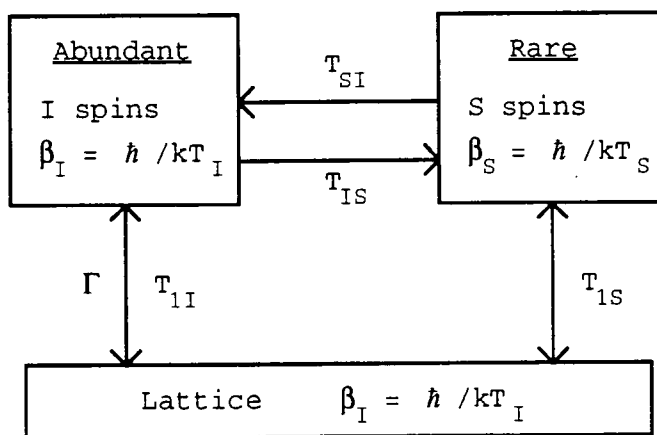 Abundant
I spins
β_I = ħ /kT_I
T_SI
T_IS
Rare
S spins
β_S = ħ /kT_S
Γ
T_1I
T_1S
Lattice β_I = ħ /kT_I